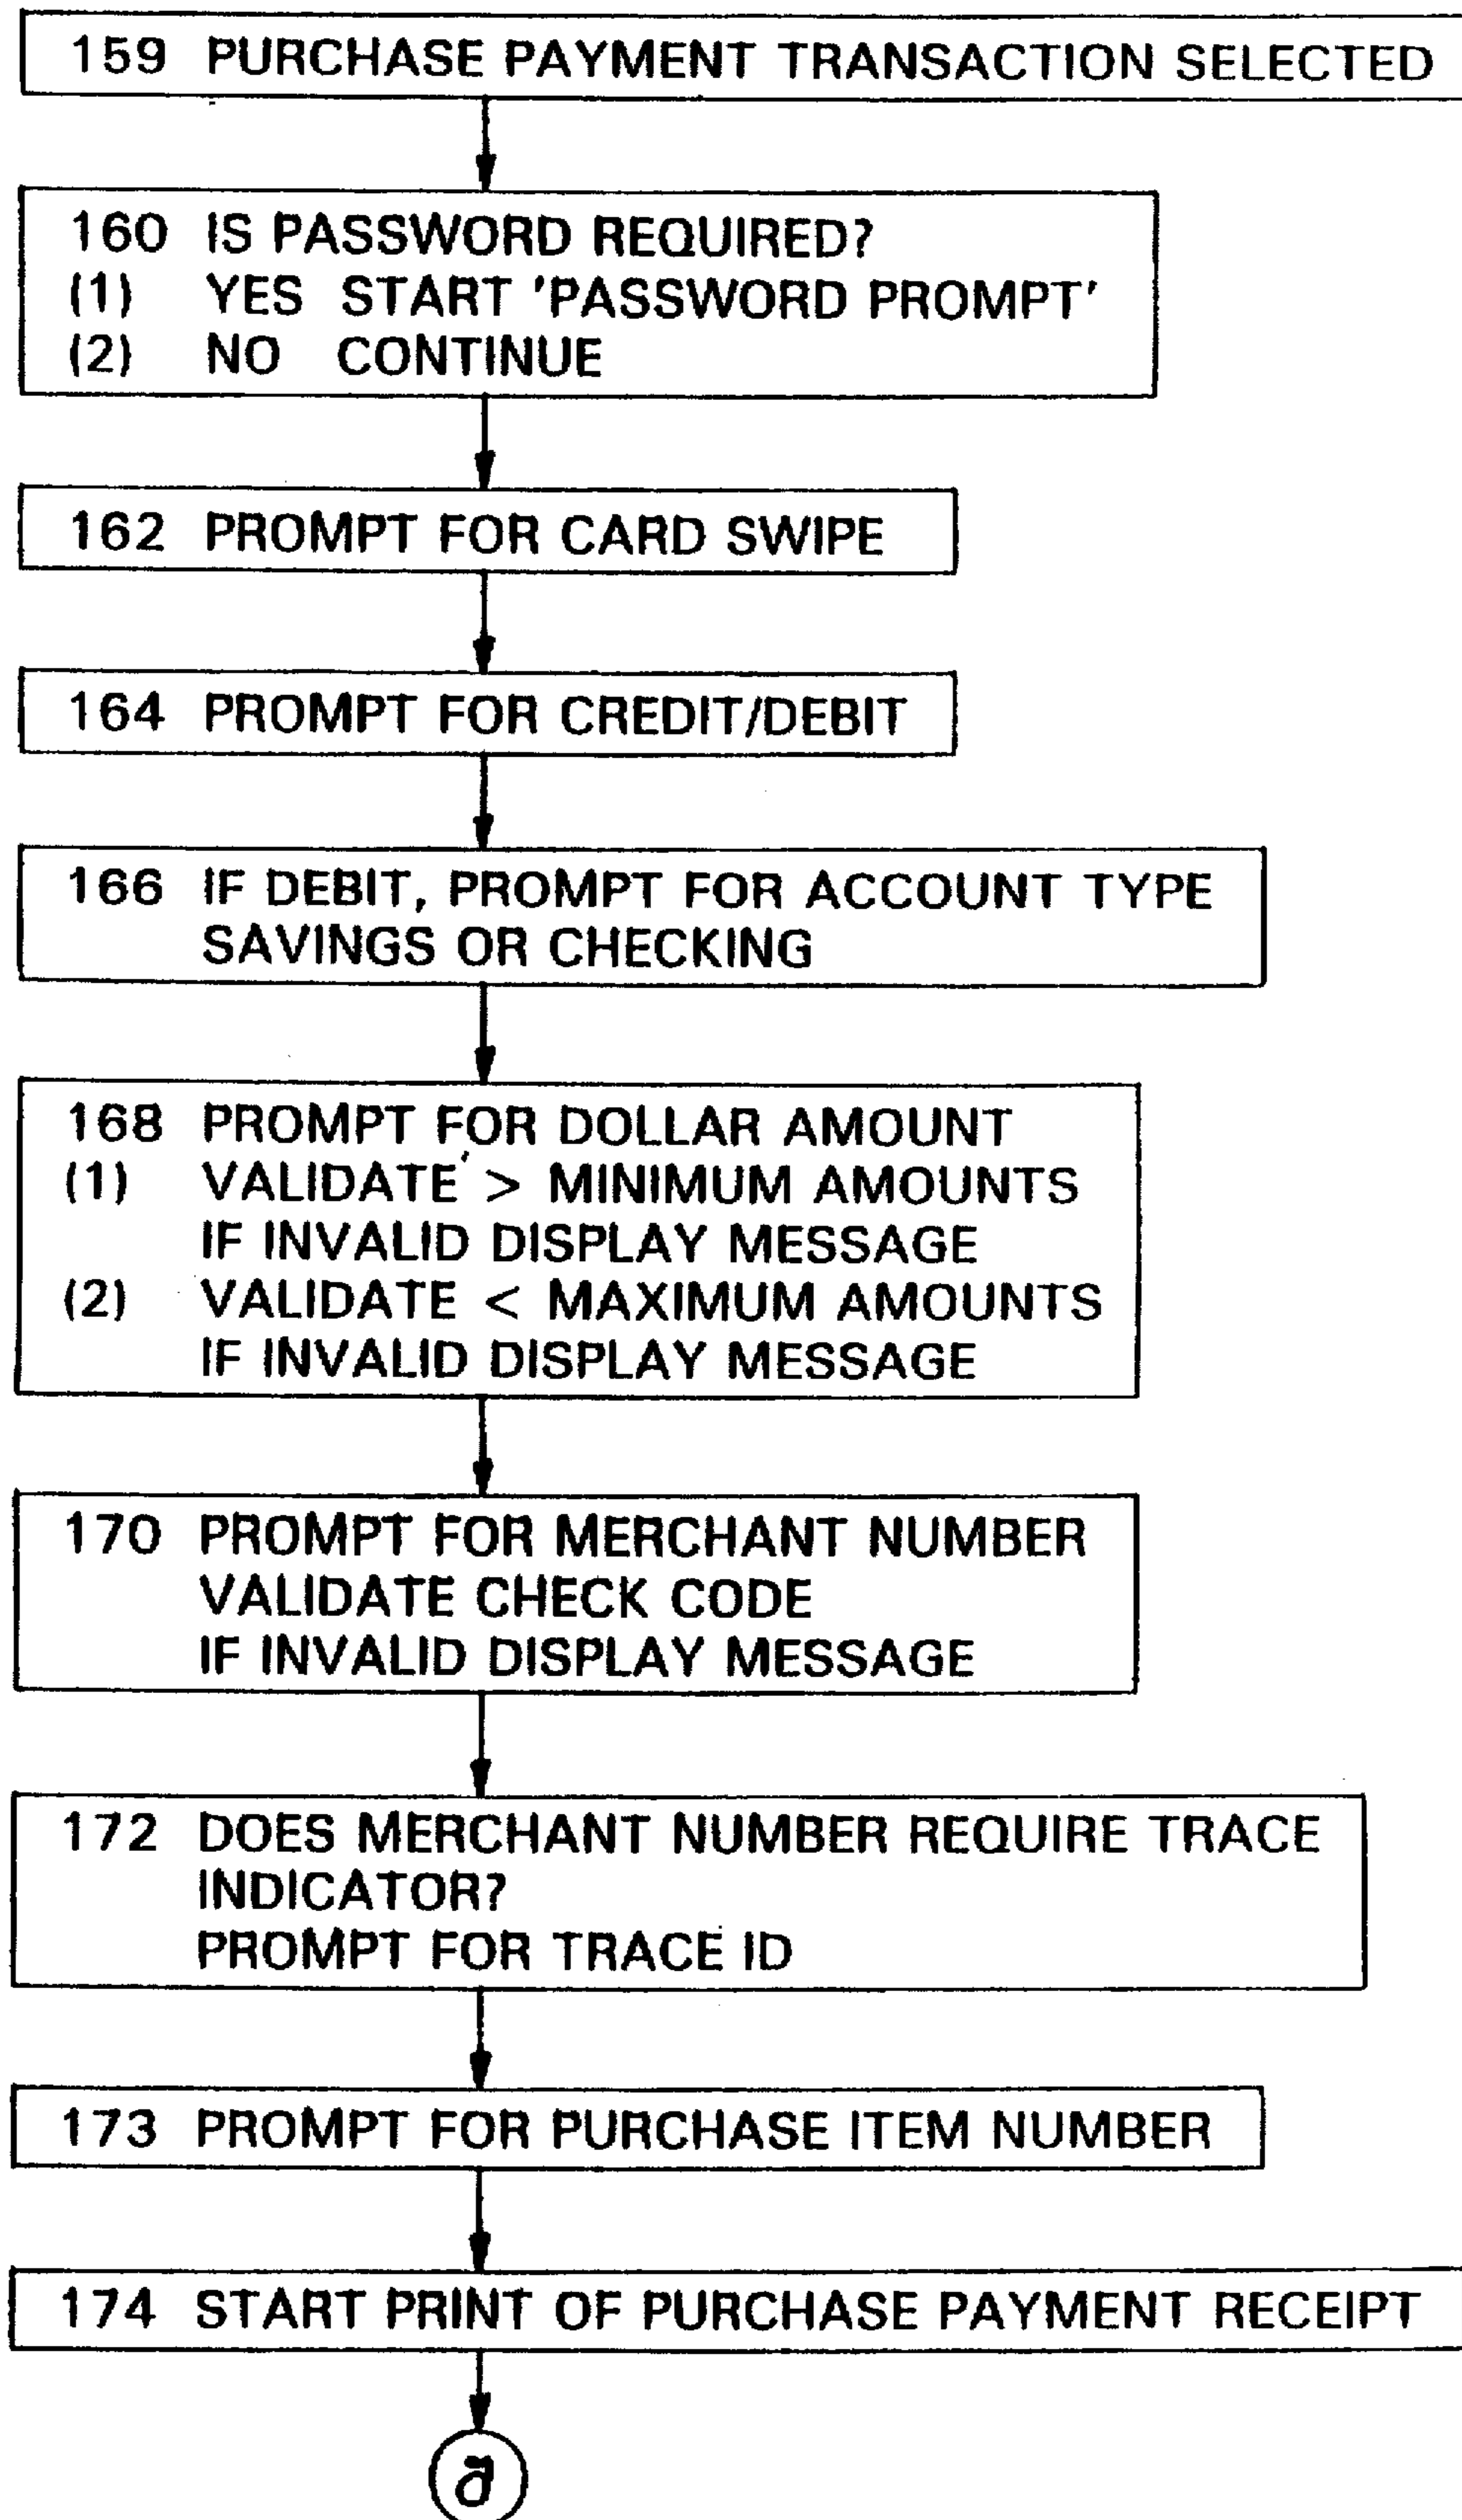 159 PURCHASE PAYMENT TRANSACTION SELECTED
160 IS PASSWORD REQUIRED?
(1) YES START 'PASSWORD PROMPT'
(2) NO CONTINUE
162 PROMPT FOR CARD SWIPE
164 PROMPT FOR CREDIT/DEBIT
166 IF DEBIT, PROMPT FOR ACCOUNT TYPE
SAVINGS OR CHECKING
168 PROMPT FOR DOLLAR AMOUNT
(1) VALIDATE > MINIMUM AMOUNTS
IF INVALID DISPLAY MESSAGE
(2) VALIDATE < MAXIMUM AMOUNTS
IF INVALID DISPLAY MESSAGE
170 PROMPT FOR MERCHANT NUMBER
VALIDATE CHECK CODE
IF INVALID DISPLAY MESSAGE
172 DOES MERCHANT NUMBER REQUIRE TRACE
INDICATOR?
PROMPT FOR TRACE ID
173 PROMPT FOR PURCHASE ITEM NUMBER
174 START PRINT OF PURCHASE PAYMENT RECEIPT
a